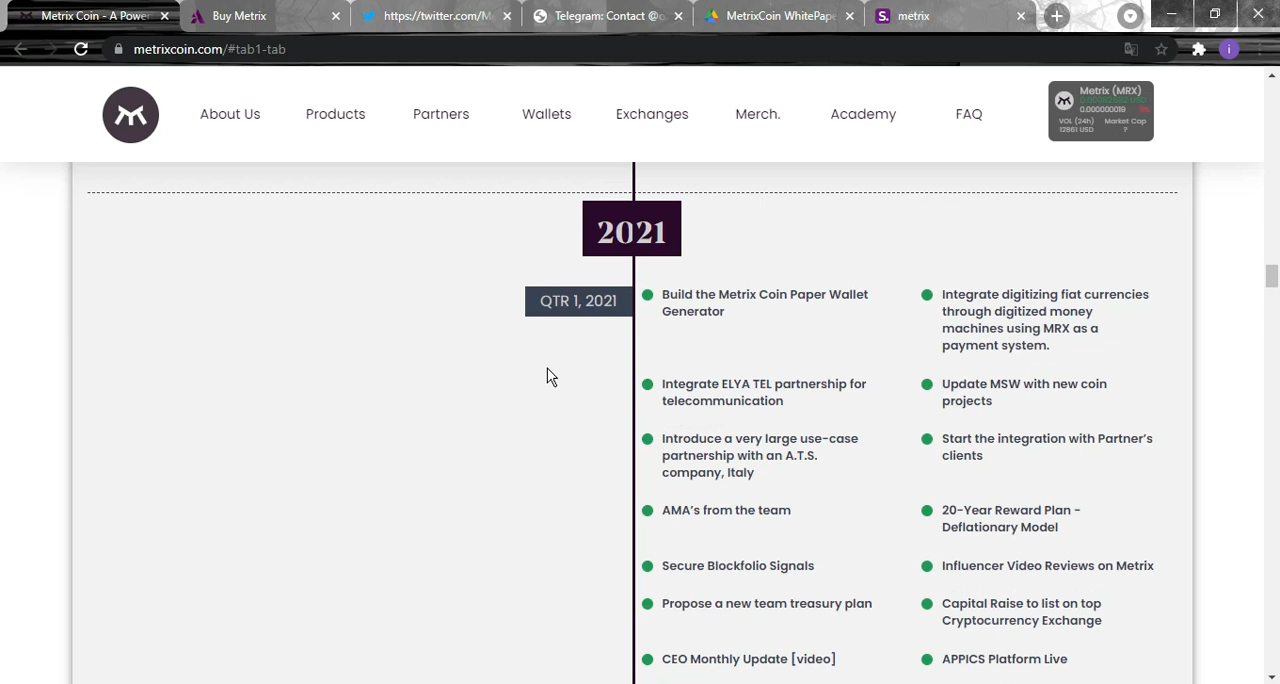 Metrix Coin - A Power
Buy Metrix
https://twitter.com/M
Telegram: Contact @
MetrixCoin WhitePape
S. metrix
metrixcoin.com/#tab1-tab
i
About Us
Products
Partners
Wallets
Exchanges
Merch.
Academy
FAQ
Metrix (MRX)
0.000000019
VOL (24h) Market Cap
12861 USD ?
2021
QTR 1, 2021
Build the Metrix Coin Paper Wallet
Generator
Integrate digitizing fiat currencies
through digitized money
machines using MRX as a
payment system.
Integrate ELYA TEL partnership for
telecommunication
Update MSW with new coin
projects
Introduce a very large use-case
partnership with an A.T.S.
company, Italy
Start the integration with Partner's
clients
AMA's from the team
20-Year Reward Plan -
Deflationary Model
Secure Blockfolio Signals
Influencer Video Reviews on Metrix
Propose a new team treasury plan
Capital Raise to list on top
Cryptocurrency Exchange
CEO Monthly Update [video]
APPICS Platform Live